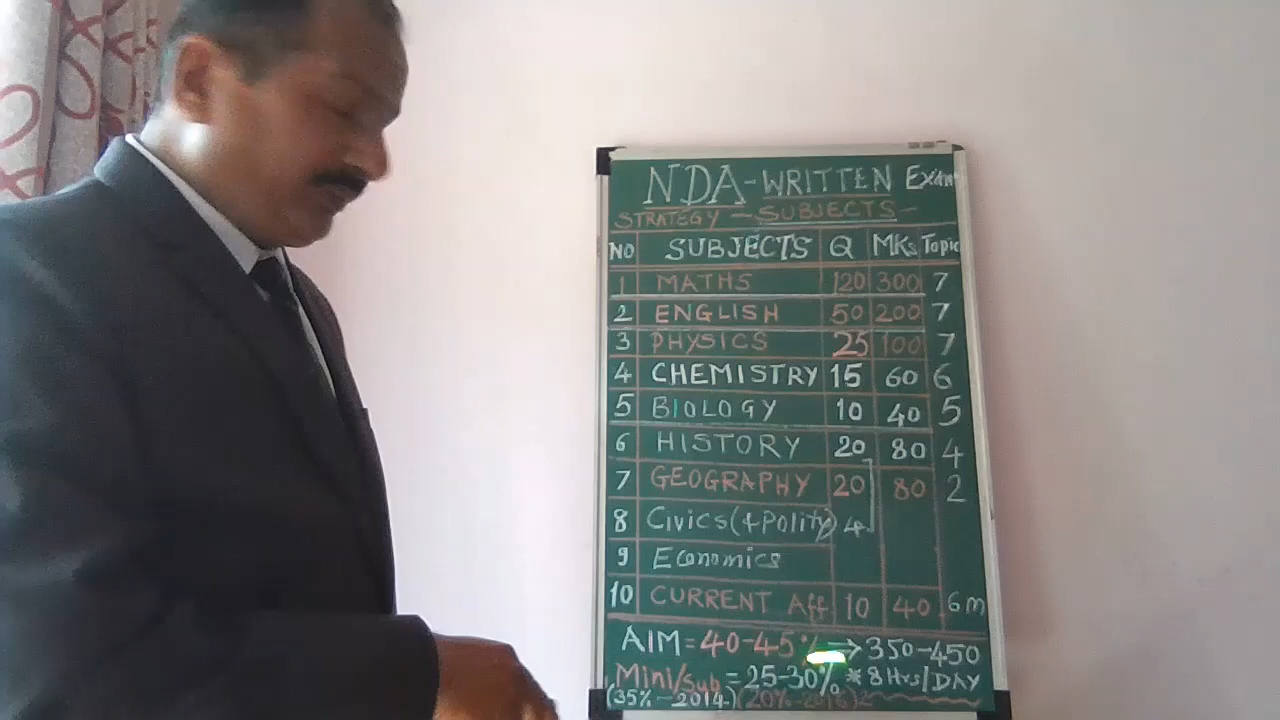 NDA-WRITTEN Exam
STRATEGY - SUBJECTS -
NO SUBJECTS Q MKs Topic
1 MATHS 120 300 7
2 ENGLISH 50 200 7
3 PHYSICS 25 100 7
4 CHEMISTRY 15 60 6
5 BIOLOGY 10 40 5
6 HISTORY 20 80 4
7 GEOGRAPHY 20 80 2
8 Civics(+Polity) 4
9 Economics
10 CURRENT Aff 10 40 6m
AIM = 40-45% ⇒ 350-450
Mini/Sub = 25-30% * 8 Hrs/DAY
(35% - 2014) (20% -